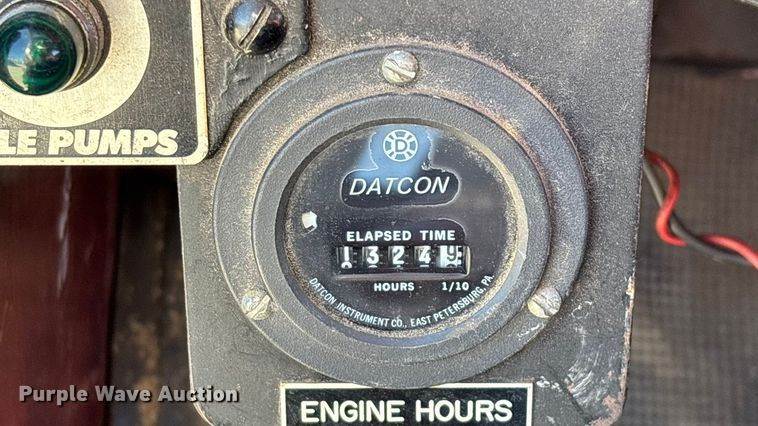 LE PUMPS
D
DATCON
ELAPSED TIME
1324
HOURS 1/10
DATCON INSTRUMENT CO., EAST PETERSBURG, PA.
ENGINE HOURS
Purple Wave Auction